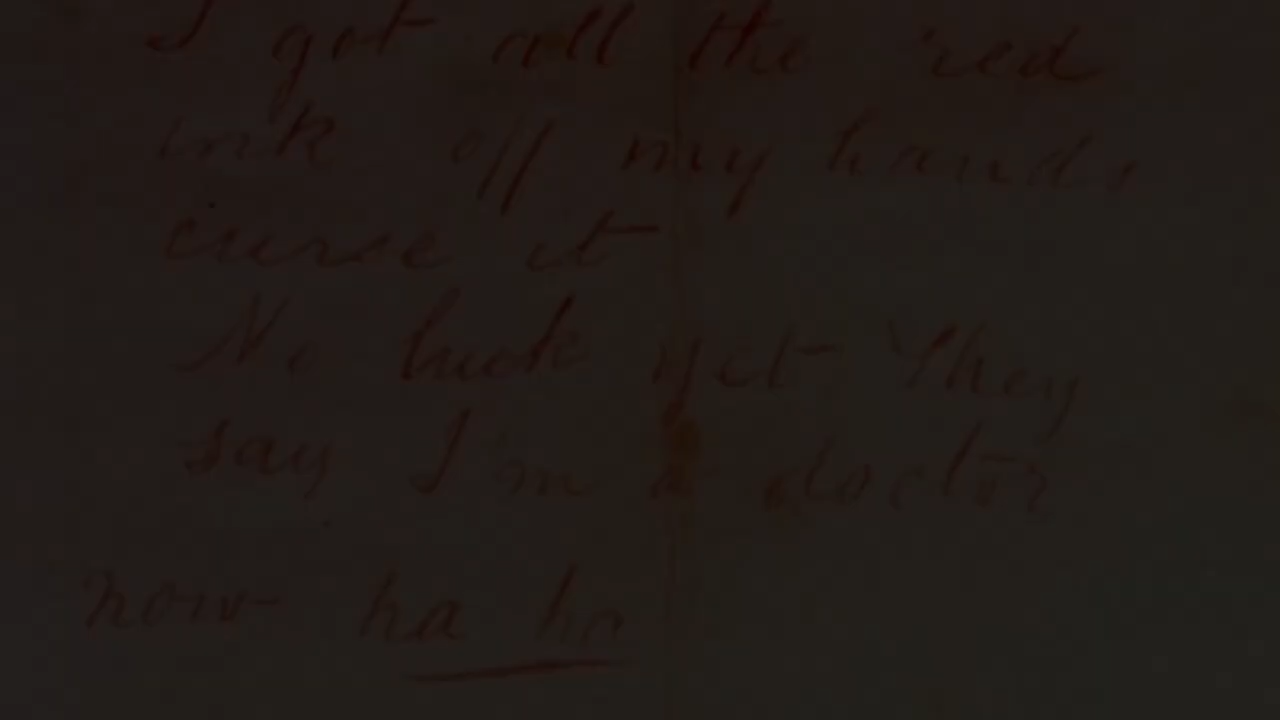 I got all the red
ink off my hands
curse it
No luck yet They
say I'm a doctor
now ha ha